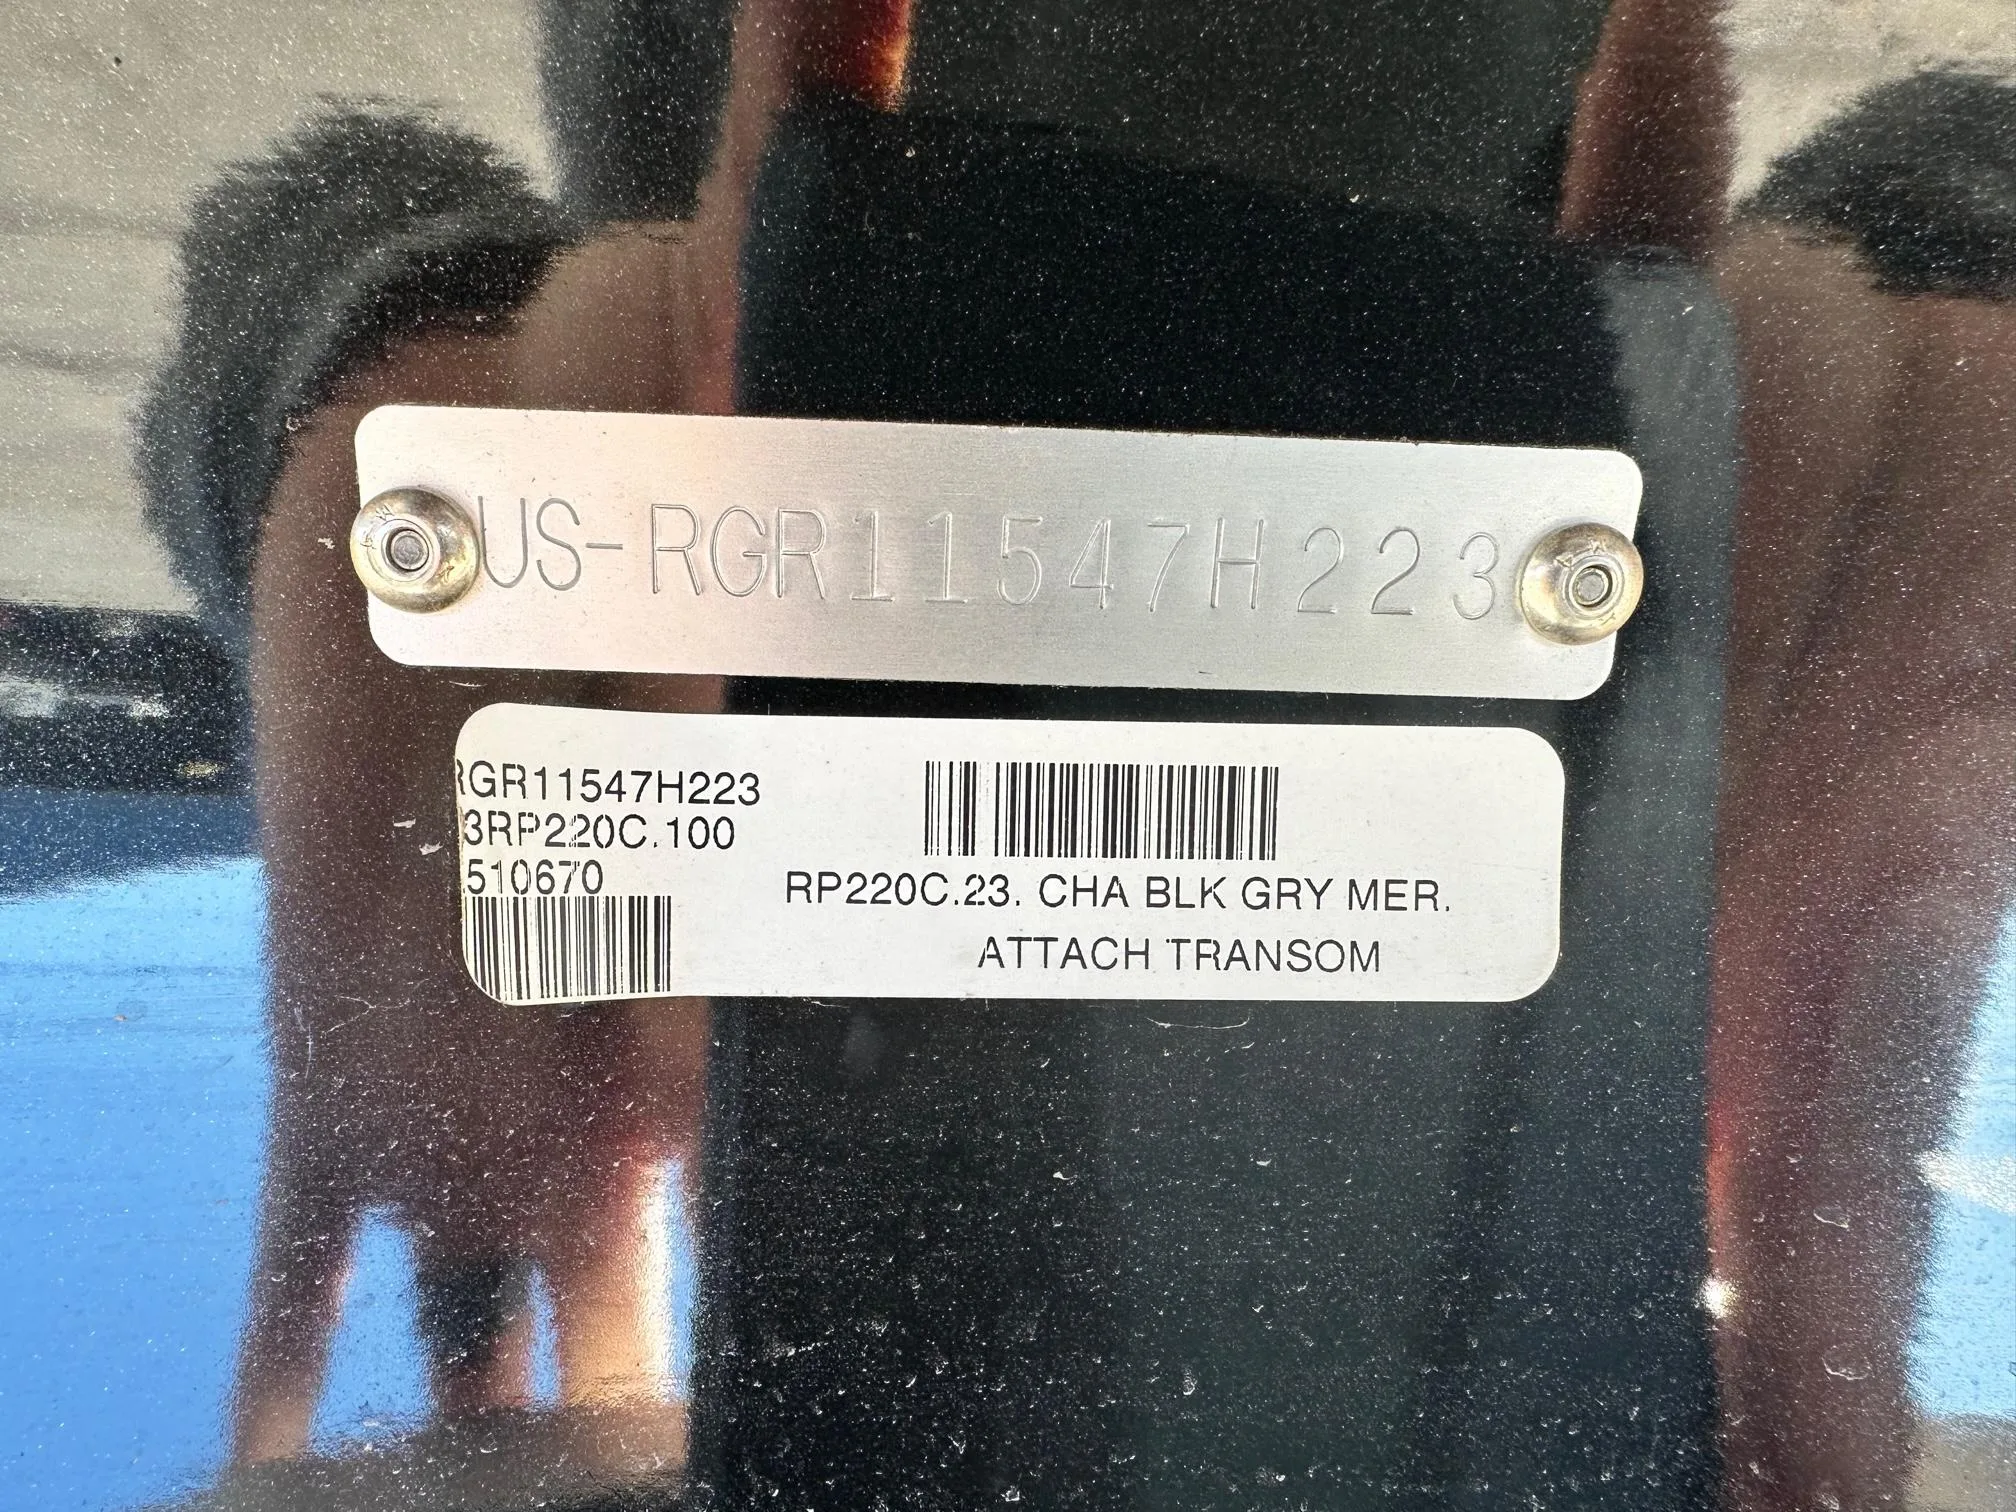 US-RGR11547H223
RGR11547H223
3RP220C.100
510670
RP220C.23. CHA BLK GRY MER.
ATTACH TRANSOM